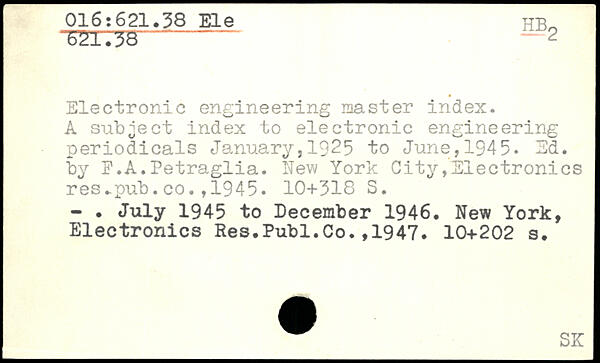 016:621.38 Ele
621.38
HB2
Electronic engineering master index.
A subject index to electronic engineering
periodicals January,1925 to June,1945. Ed.
by F.A.Petraglia. New York City,Electronics
res.pub.co.,1945. 10+318 S.
- . July 1945 to December 1946. New York,
Electronics Res.Publ.Co.,1947. 10+202 s.
SK